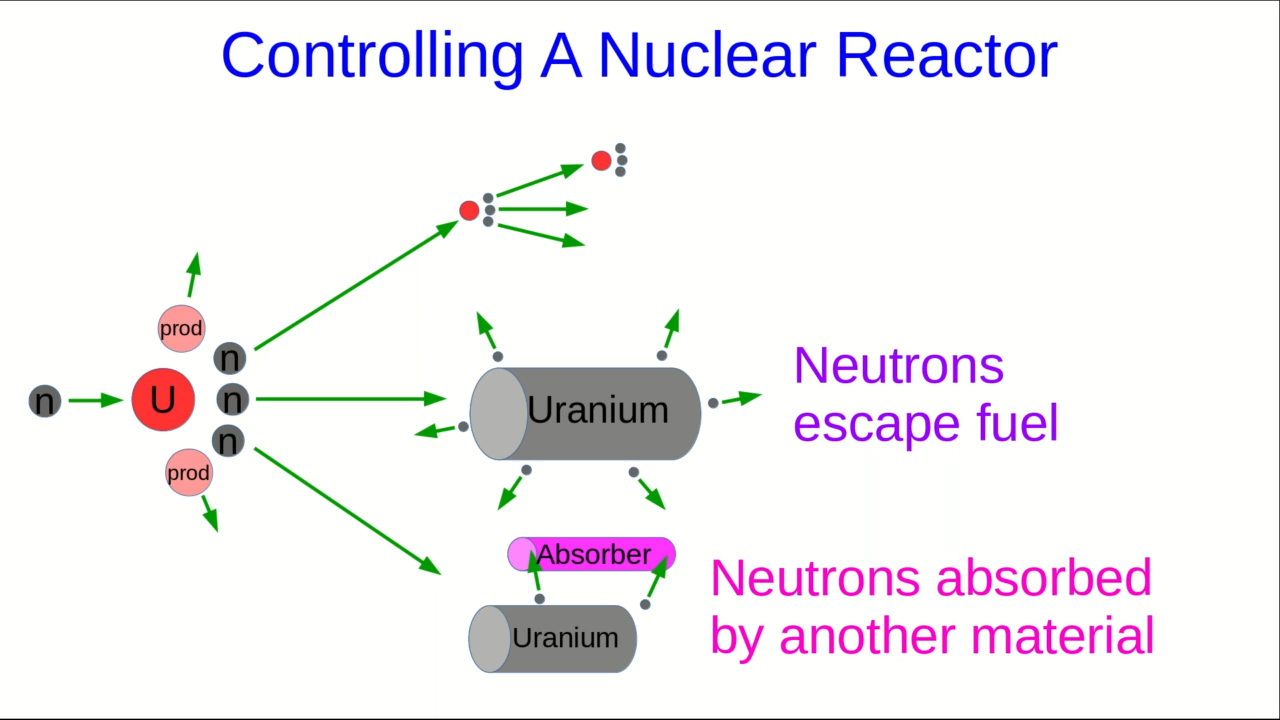 Controlling A Nuclear Reactor
prod
n
n
U
n
n
prod
Uranium
Neutrons
escape fuel
Absorber
Uranium
Neutrons absorbed
by another material